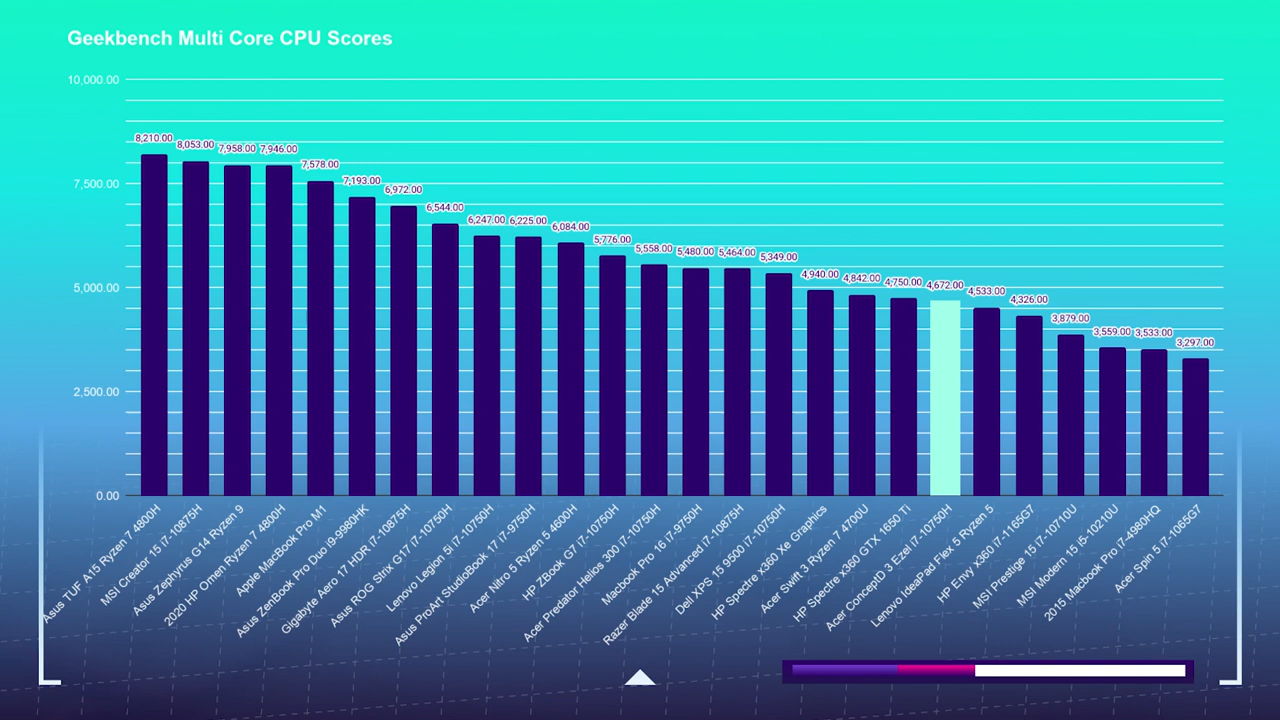 Geekbench Multi Core CPU Scores
10,000.00
7,500.00
5,000.00
2,500.00
0.00
8,210.00
8,053.00
7,958.00
7,946.00
7,578.00
7,193.00
6,972.00
6,544.00
6,247.00
6,225.00
6,084.00
5,776.00
5,558.00
5,480.00
5,464.00
5,349.00
4,940.00
4,842.00
4,750.00
4,672.00
4,533.00
4,326.00
3,879.00
3,559.00
3,533.00
3,297.00
Asus TUF A15 Ryzen 7 4800H
MSI Creator 15 i7-10875H
Asus Zephyrus G14 Ryzen 9
2020 HP Omen Ryzen 7 4800H
Apple MacBook Pro M1
Asus ZenBook Pro Duo i9-9980HK
Gigabyte Aero 17 HDR i7-10875H
Asus ROG Strix G17 i7-10750H
Lenovo Legion 5i i7-10750H
Asus ProArt StudioBook 17 i7-9750H
Acer Nitro 5 Ryzen 5 4600H
HP ZBook G7 i7-10750H
Acer Predator Helios 300 i7-10750H
Macbook Pro 16 i7-9750H
Razer Blade 15 Advanced i7-10875H
Dell XPS 15 9500 i7-10750H
HP Spectre x360 Xe Graphics
Acer Swift 3 Ryzen 7 4700U
HP Spectre x360 GTX 1650 Ti
Acer ConceptD 3 Ezel i7-10750H
Lenovo IdeaPad Flex 5 Ryzen 5
HP Envy x360 i7-1165G7
MSI Prestige 15 i7-10710U
MSI Modern 15 i5-10210U
2015 Macbook Pro i7-4980HQ
Acer Spin 5 i7-1065G7